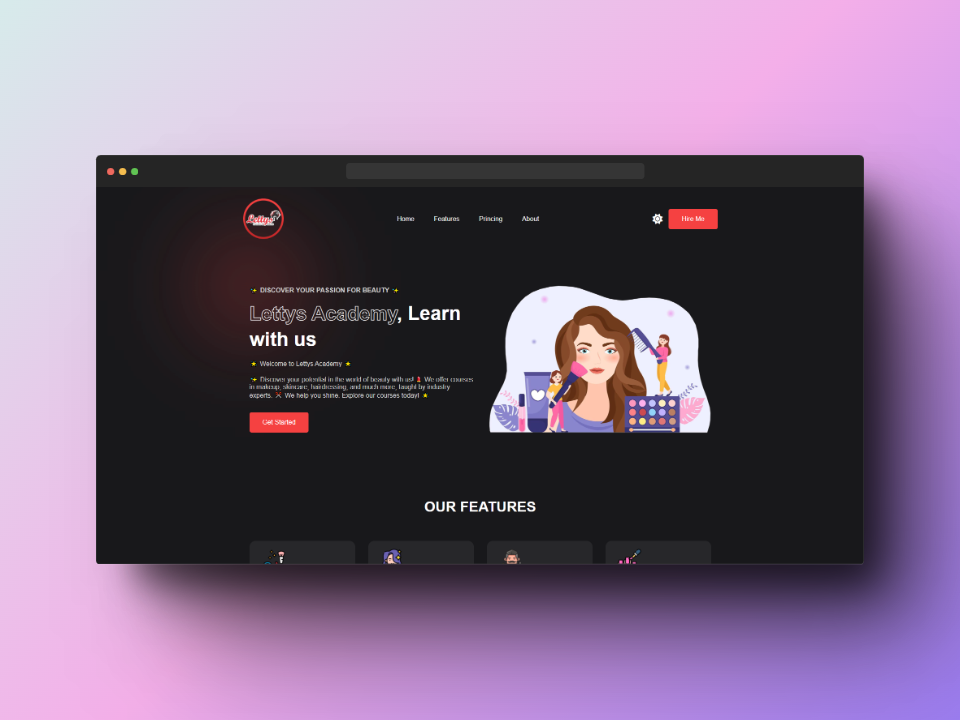 Lettys
Home Features Princing About
Hire Me
DISCOVER YOUR PASSION FOR BEAUTY
Lettys Academy, Learn
with us
Welcome to Lettys Academy
Discover your potential in the world of beauty with us! 💄 We offer courses
in makeup, skincare, hairdressing, and much more, taught by industry
experts. We help you shine. Explore our courses today!
Get Started
OUR FEATURES